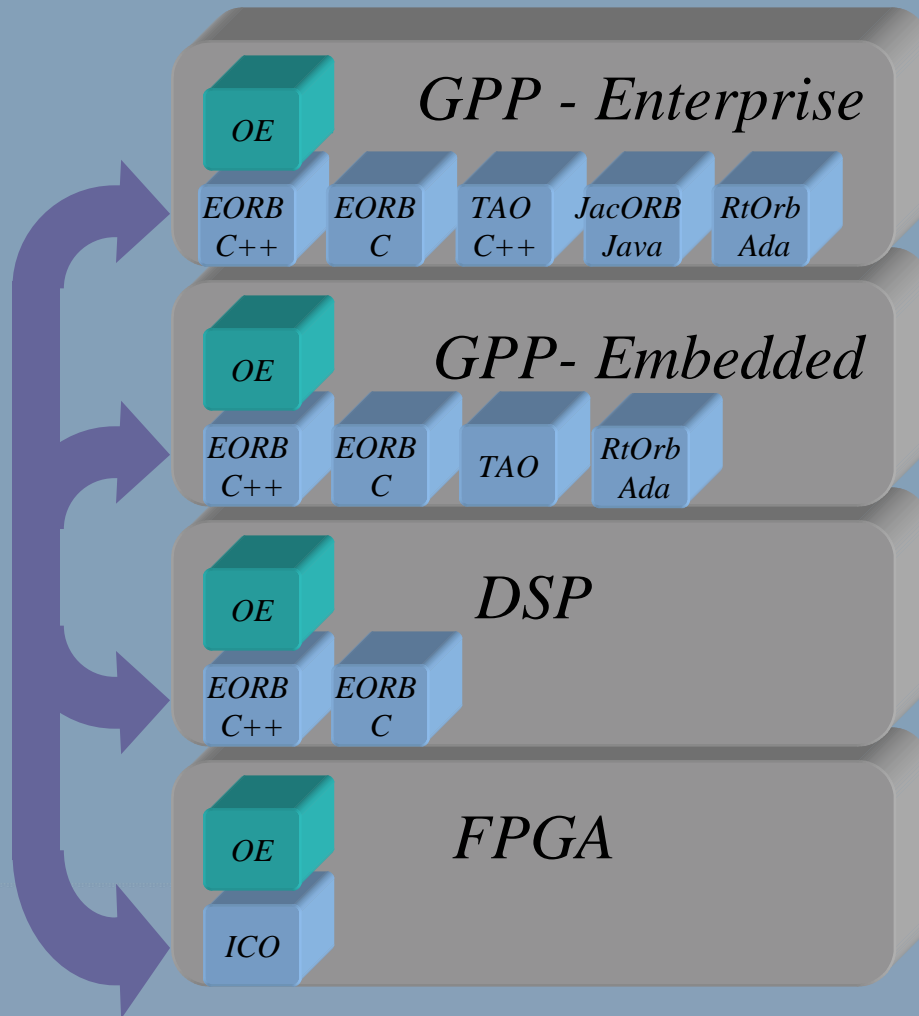 GPP - Enterprise
OE
EORB EORB TAO JacORB RtOrb
C++ C C++ Java Ada
GPP- Embedded
OE
EORB EORB TAO RtOrb
C++ C Ada
DSP
OE
EORB EORB
C++ C
FPGA
OE
ICO